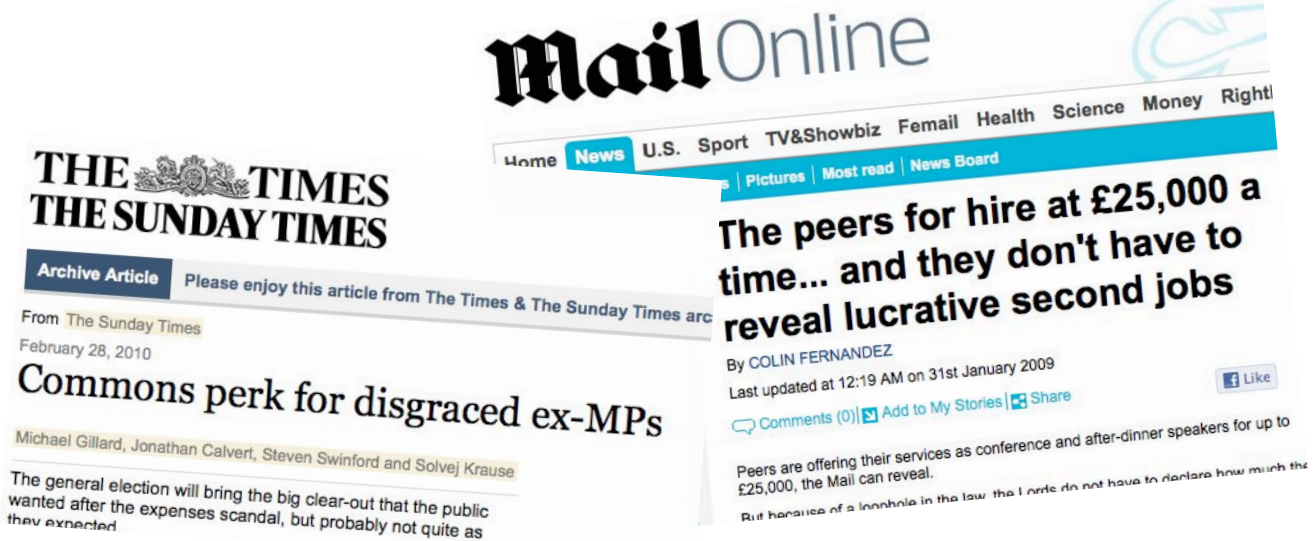 Mail Online
Home News U.S. Sport TV&Showbiz Femail Health Science Money
Pictures | Most read | News Board
The peers for hire at £25,000 a
time... and they don't have to
reveal lucrative second jobs
By COLIN FERNANDEZ
Last updated at 12:19 AM on 31st January 2009
Comments (0) | Add to My Stories | Share
Like
Peers are offering their services as conference and after-dinner speakers for up to
£25,000, the Mail can reveal.
But because of a loophole in the law, the Lords do not have to declare how much the
THE TIMES
THE SUNDAY TIMES
Archive Article Please enjoy this article from The Times & The Sunday Times arc
From The Sunday Times
February 28, 2010
Commons perk for disgraced ex-MPs
Michael Gillard, Jonathan Calvert, Steven Swinford and Solvej Krause
The general election will bring the big clear-out that the public
wanted after the expenses scandal, but probably not quite as
they expected